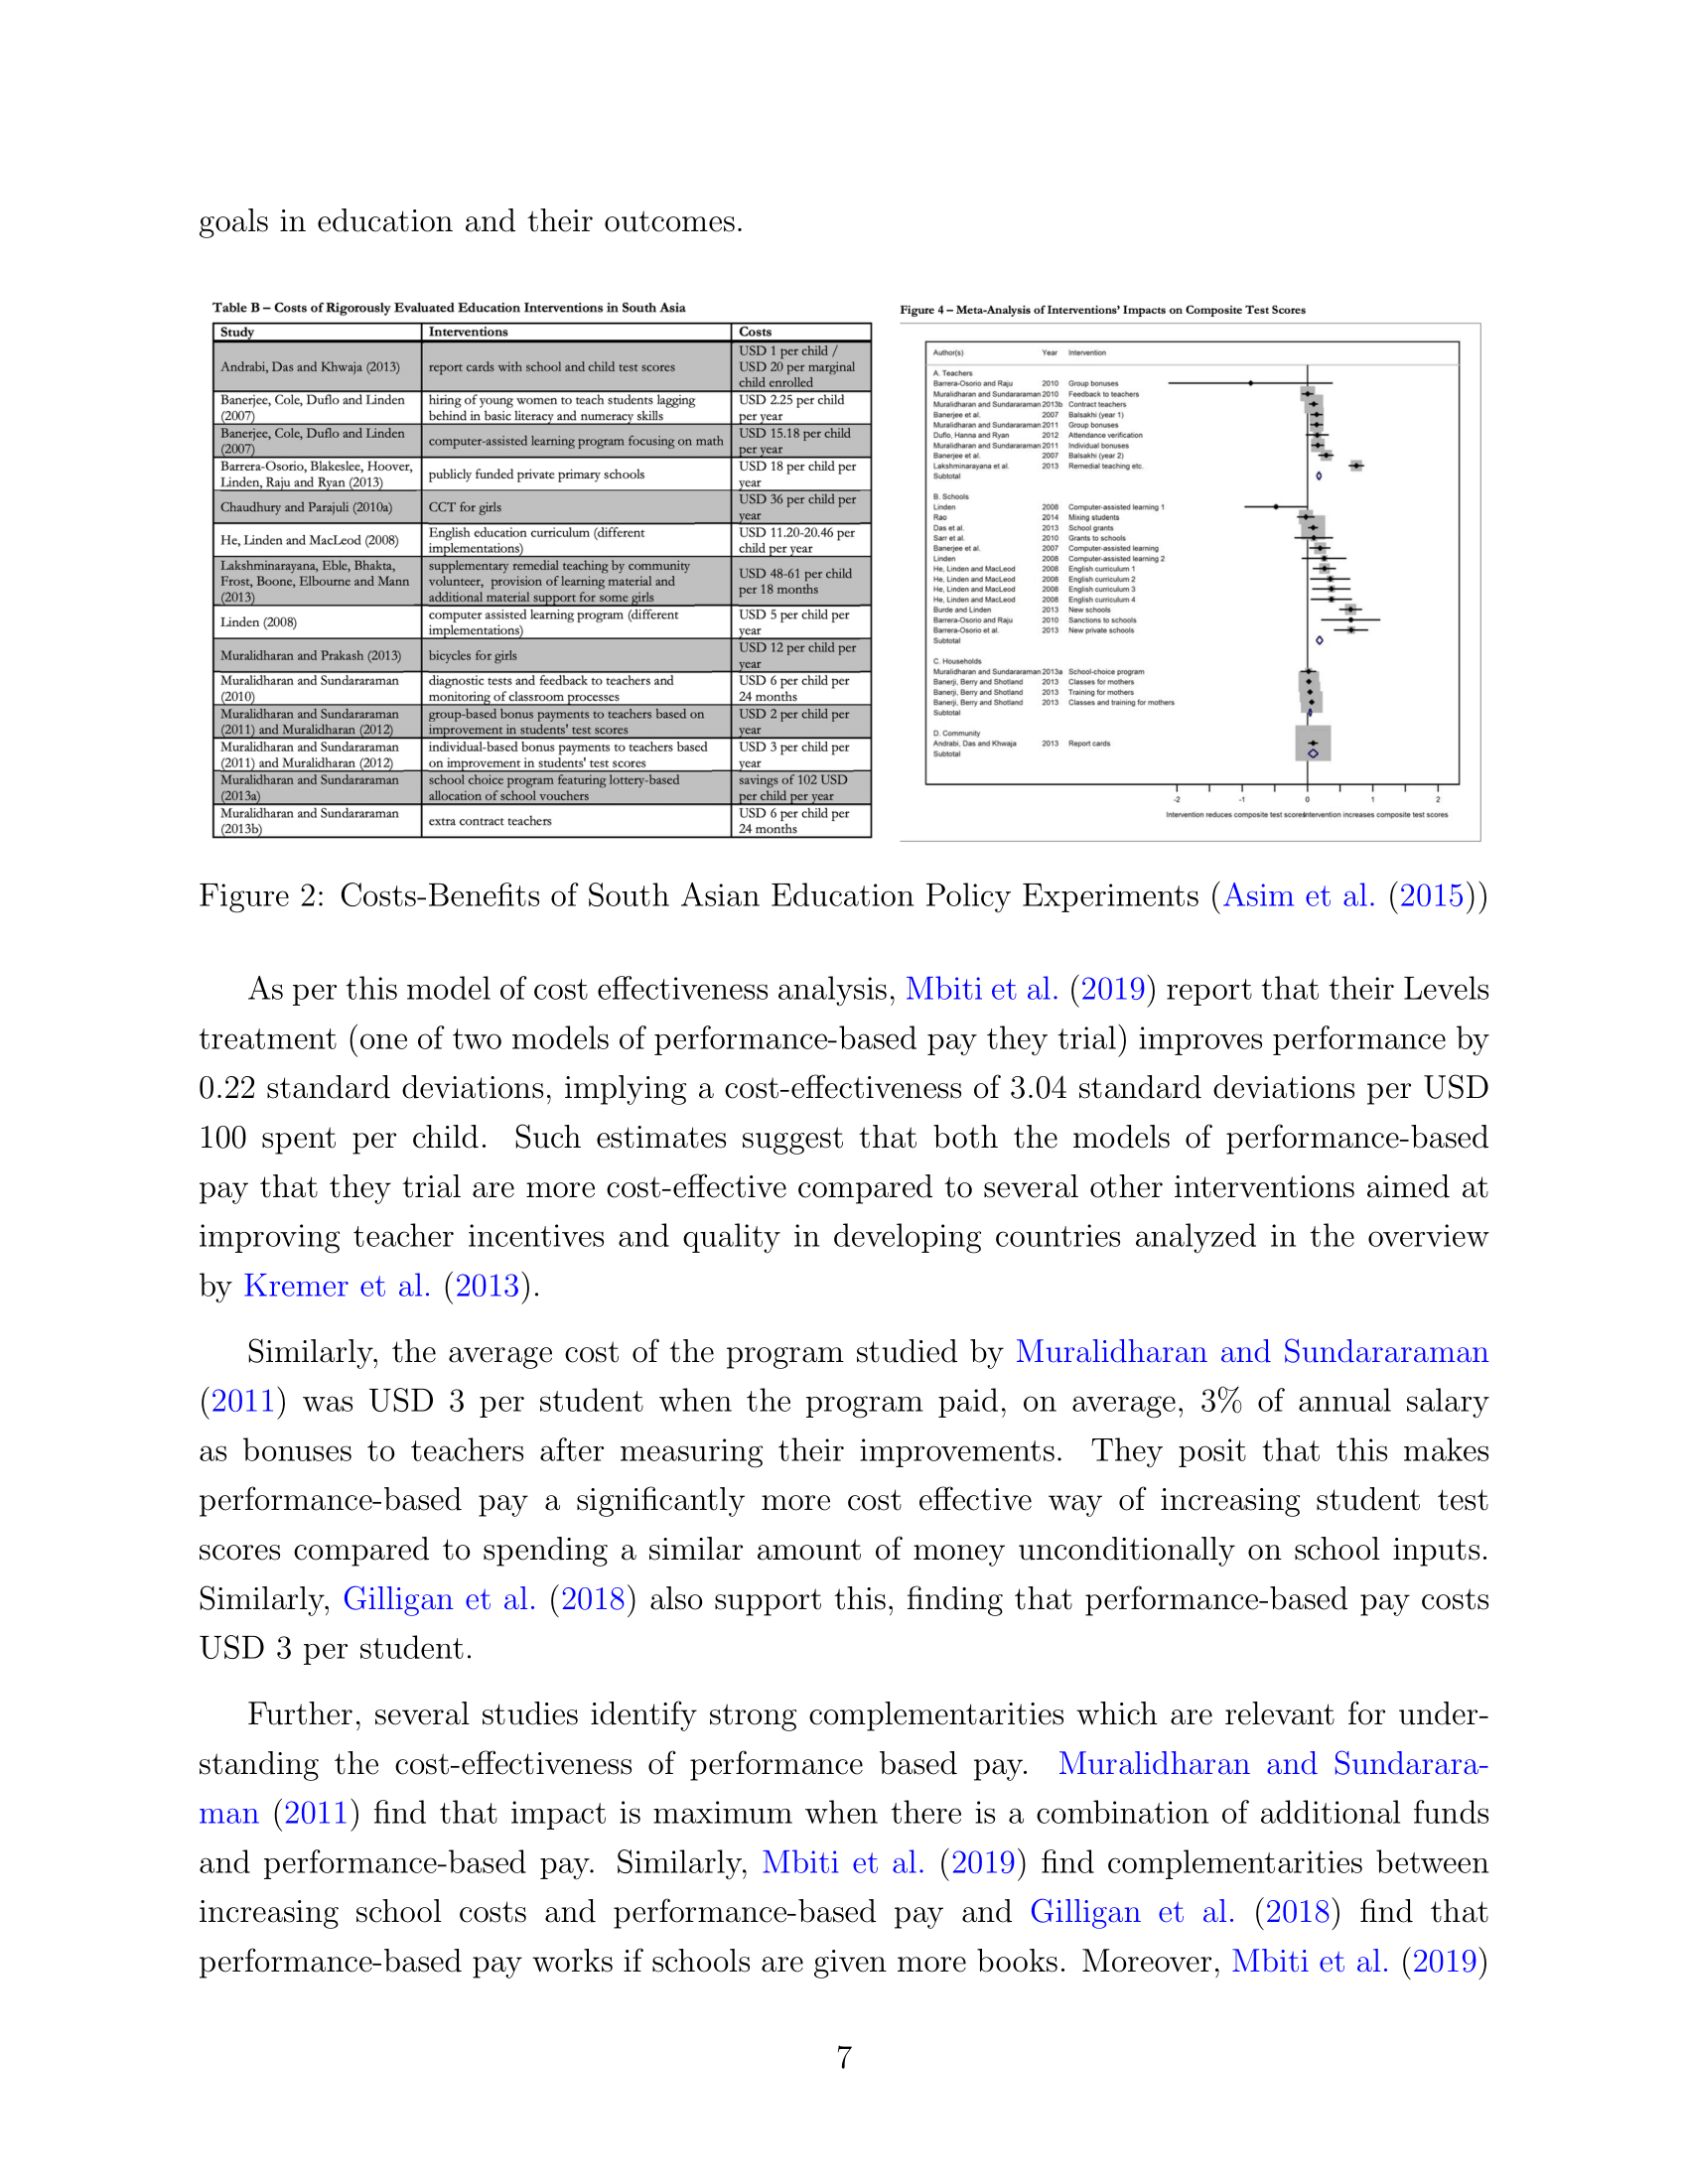 goals in education and their outcomes.
Table B – Costs of Rigorously Evaluated Education Interventions in South Asia
Study Interventions Costs
Andrabi, Das and Khwaja (2013) report cards with school and child test scores USD 1 per child / USD 20 per marginal child enrolled
Banerjee, Cole, Duflo and Linden (2007) hiring of young women to teach students lagging behind in basic literacy and numeracy skills USD 2.25 per child per year
Banerjee, Cole, Duflo and Linden (2007) computer-assisted learning program focusing on math USD 15.18 per child per year
Barrera-Osorio, Blakeslee, Hoover, Linden, Raju and Ryan (2013) publicly funded private primary schools USD 18 per child per year
Chaudhury and Parajuli (2010a) CCT for girls USD 36 per child per year
He, Linden and MacLeod (2008) English education curriculum (different implementations) USD 11.20-20.46 per child per year
Lakshminarayana, Eble, Bhakta, Frost, Boone, Elbourne and Mann (2013) supplementary remedial teaching by community volunteer, provision of learning material and additional material support for some girls USD 48-61 per child per 18 months
Linden (2008) computer assisted learning program (different implementations) USD 5 per child per year
Muralidharan and Prakash (2013) bicycles for girls USD 12 per child per year
Muralidharan and Sundararaman (2010) diagnostic tests and feedback to teachers and monitoring of classroom processes USD 6 per child per 24 months
Muralidharan and Sundararaman (2011) and Muralidharan (2012) group-based bonus payments to teachers based on improvement in students' test scores USD 2 per child per year
Muralidharan and Sundararaman (2011) and Muralidharan (2012) individual-based bonus payments to teachers based on improvement in students' test scores USD 3 per child per year
Muralidharan and Sundararaman (2013a) school choice program featuring lottery-based allocation of school vouchers savings of 102 USD per child per year
Muralidharan and Sundararaman (2013b) extra contract teachers USD 6 per child per 24 months
Figure 4 – Meta-Analysis of Interventions' Impacts on Composite Test Scores
Author(s) Year Intervention
A. Teachers
Barrera-Osorio and Raju 2010 Group bonuses
Muralidharan and Sundararaman 2010 Feedback to teachers
Muralidharan and Sundararaman 2013b Contract teachers
Banerjee et al. 2007 Balsakhi (year 1)
Muralidharan and Sundararaman 2011 Group bonuses
Duflo, Hanna and Ryan 2012 Attendance verification
Muralidharan and Sundararaman 2011 Individual bonuses
Banerjee et al. 2007 Balsakhi (year 2)
Lakshminarayana et al. 2013 Remedial teaching etc.
Subtotal
B. Schools
Linden 2008 Computer-assisted learning 1
Rao 2014 Mixing students
Das et al. 2013 School grants
Sarr et al. 2010 Grants to schools
Banerjee et al. 2007 Computer-assisted learning
Linden 2008 Computer-assisted learning 2
He, Linden and MacLeod 2008 English curriculum 1
He, Linden and MacLeod 2008 English curriculum 2
He, Linden and MacLeod 2008 English curriculum 3
He, Linden and MacLeod 2008 English curriculum 4
Burde and Linden 2013 New schools
Barrera-Osorio and Raju 2010 Sanctions to schools
Barrera-Osorio et al. 2013 New private schools
Subtotal
C. Households
Muralidharan and Sundararaman 2013a School-choice program
Banerji, Berry and Shotland 2013 Classes for mothers
Banerji, Berry and Shotland 2013 Training for mothers
Banerji, Berry and Shotland 2013 Classes and training for mothers
Subtotal
D. Community
Andrabi, Das and Khwaja 2013 Report cards
Subtotal
-2 -1 0 1 2
Intervention reduces composite test scores Intervention increases composite test scores
Figure 2: Costs-Benefits of South Asian Education Policy Experiments (Asim et al. (2015))
As per this model of cost effectiveness analysis, Mbiti et al. (2019) report that their Levels
treatment (one of two models of performance-based pay they trial) improves performance by
0.22 standard deviations, implying a cost-effectiveness of 3.04 standard deviations per USD
100 spent per child. Such estimates suggest that both the models of performance-based
pay that they trial are more cost-effective compared to several other interventions aimed at
improving teacher incentives and quality in developing countries analyzed in the overview
by Kremer et al. (2013).
Similarly, the average cost of the program studied by Muralidharan and Sundararaman
(2011) was USD 3 per student when the program paid, on average, 3% of annual salary
as bonuses to teachers after measuring their improvements. They posit that this makes
performance-based pay a significantly more cost effective way of increasing student test
scores compared to spending a similar amount of money unconditionally on school inputs.
Similarly, Gilligan et al. (2018) also support this, finding that performance-based pay costs
USD 3 per student.
Further, several studies identify strong complementarities which are relevant for under-
standing the cost-effectiveness of performance based pay. Muralidharan and Sundarara-
man (2011) find that impact is maximum when there is a combination of additional funds
and performance-based pay. Similarly, Mbiti et al. (2019) find complementarities between
increasing school costs and performance-based pay and Gilligan et al. (2018) find that
performance-based pay works if schools are given more books. Moreover, Mbiti et al. (2019)
7